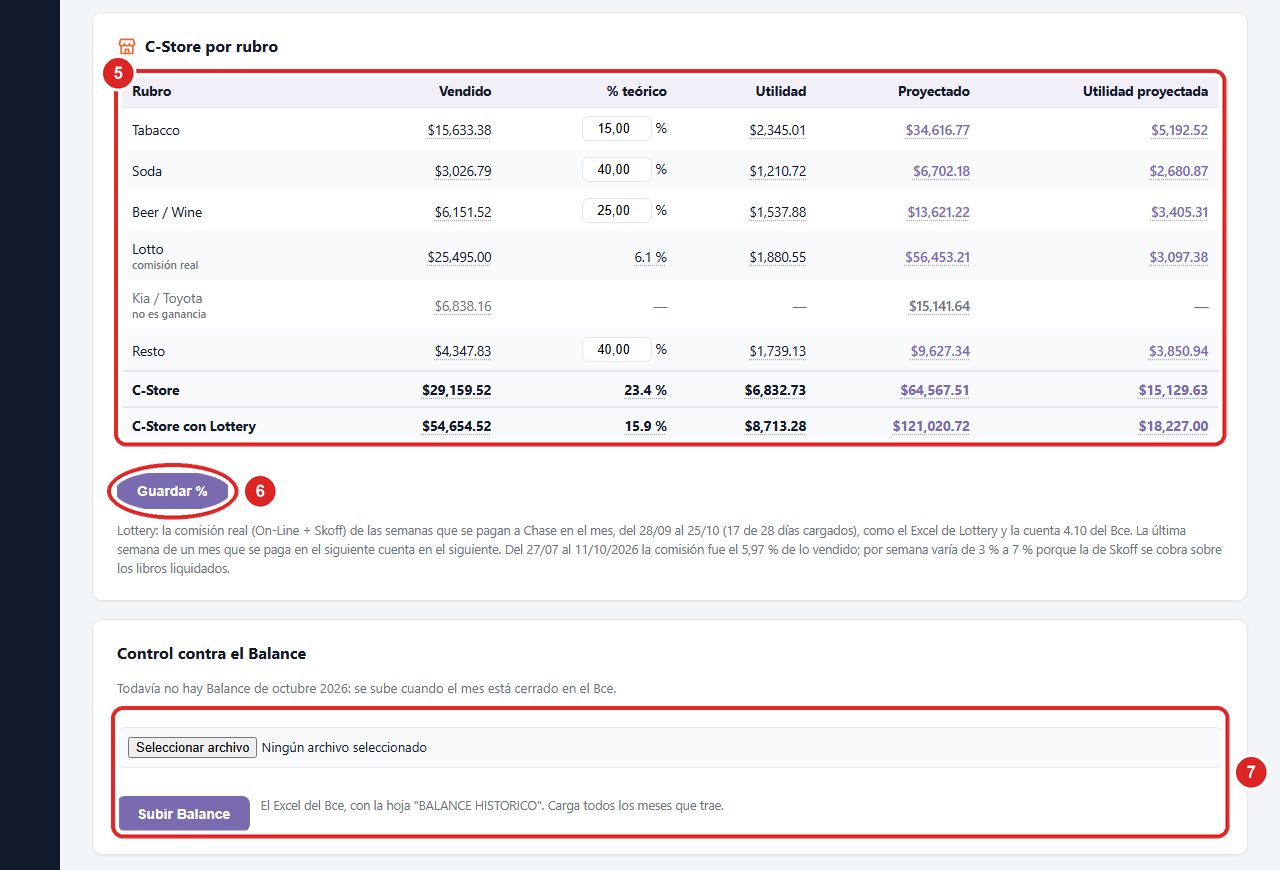 C-Store por rubro
5
Rubro Vendido % teórico Utilidad Proyectado Utilidad proyectada
Tabacco $15,633.38 15,00 % $2,345.01 $34,616.77 $5,192.52
Soda $3,026.79 40,00 % $1,210.72 $6,702.18 $2,680.87
Beer / Wine $6,151.52 25,00 % $1,537.88 $13,621.22 $3,405.31
Lotto $25,495.00 6.1 % $1,880.55 $56,453.21 $3,097.38
comisión real
Kia / Toyota $6,838.16 — — $15,141.64 —
no es ganancia
Resto $4,347.83 40,00 % $1,739.13 $9,627.34 $3,850.94
C-Store $29,159.52 23.4 % $6,832.73 $64,567.51 $15,129.63
C-Store con Lottery $54,654.52 15.9 % $8,713.28 $121,020.72 $18,227.00
Guardar % 6
Lottery: la comisión real (On-Line + Skoff) de las semanas que se pagan a Chase en el mes, del 28/09 al 25/10 (17 de 28 días cargados), como el Excel de Lottery y la cuenta 4.10 del Bce. La última
semana de un mes que se paga en el siguiente cuenta en el siguiente. Del 27/07 al 11/10/2026 la comisión fue el 5,97 % de lo vendido; por semana varía de 3 % a 7 % porque la de Skoff se cobra sobre
los libros liquidados.
Control contra el Balance
Todavía no hay Balance de octubre 2026: se sube cuando el mes está cerrado en el Bce.
Seleccionar archivo Ningún archivo seleccionado
7
Subir Balance El Excel del Bce, con la hoja "BALANCE HISTORICO". Carga todos los meses que trae.